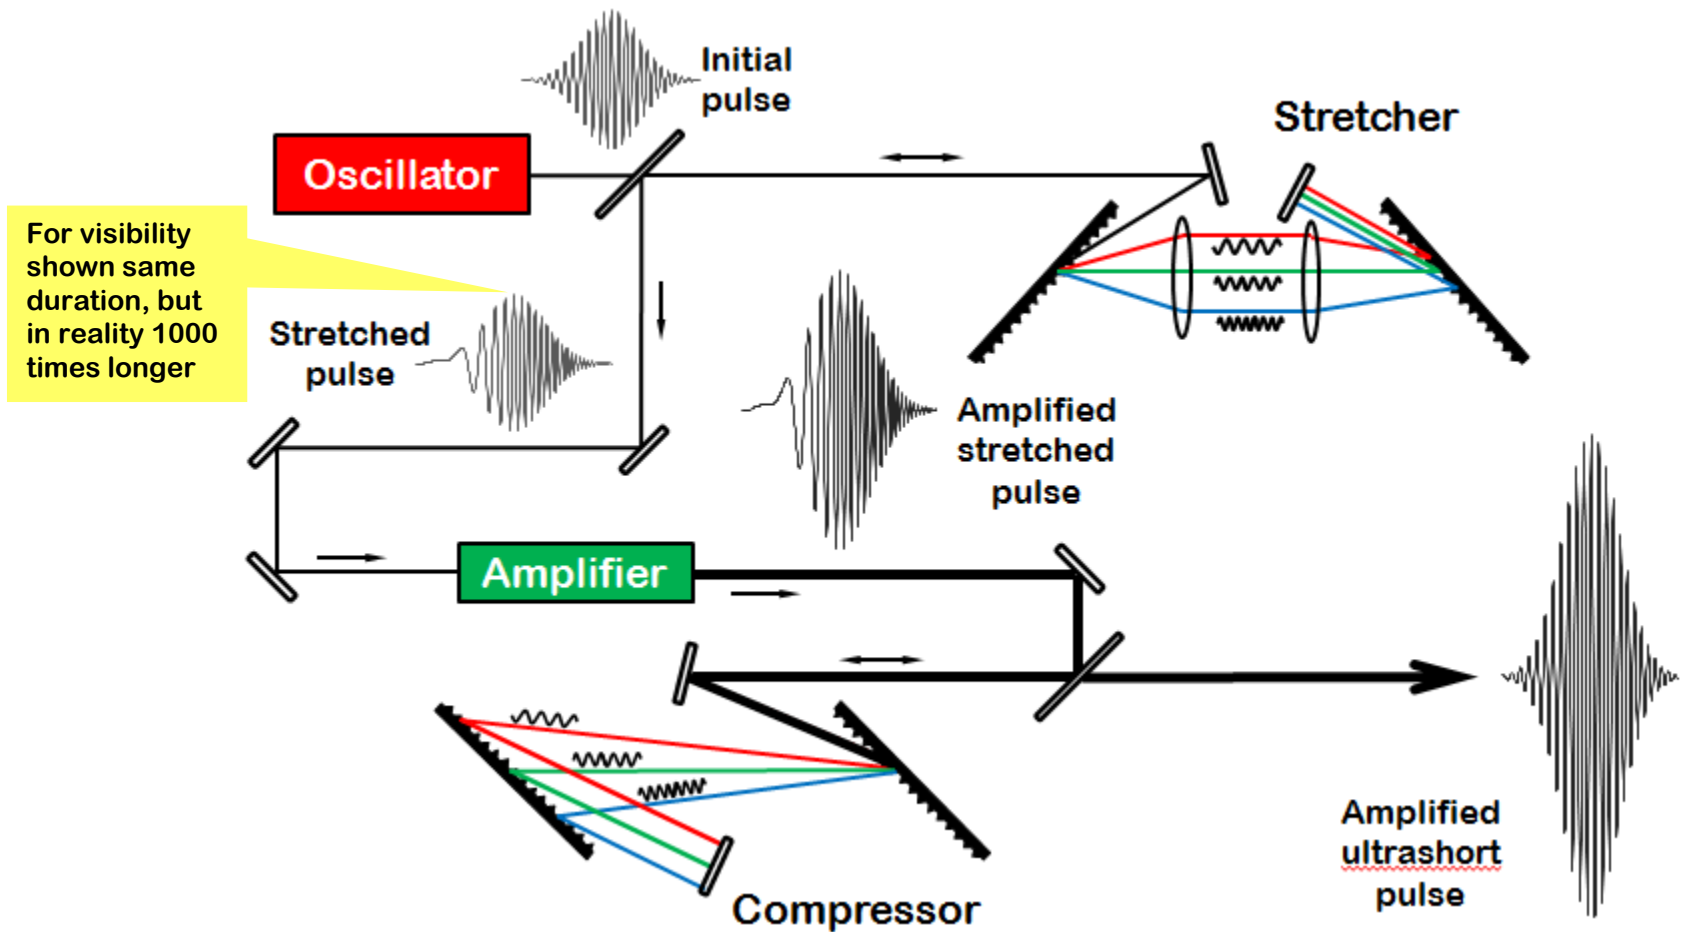 Initial
pulse
Stretcher
Oscillator
For visibility
shown same
duration, but
in reality 1000
times longer
Stretched
pulse
Amplified
stretched
pulse
Amplifier
Amplified
ultrashort
pulse
Compressor